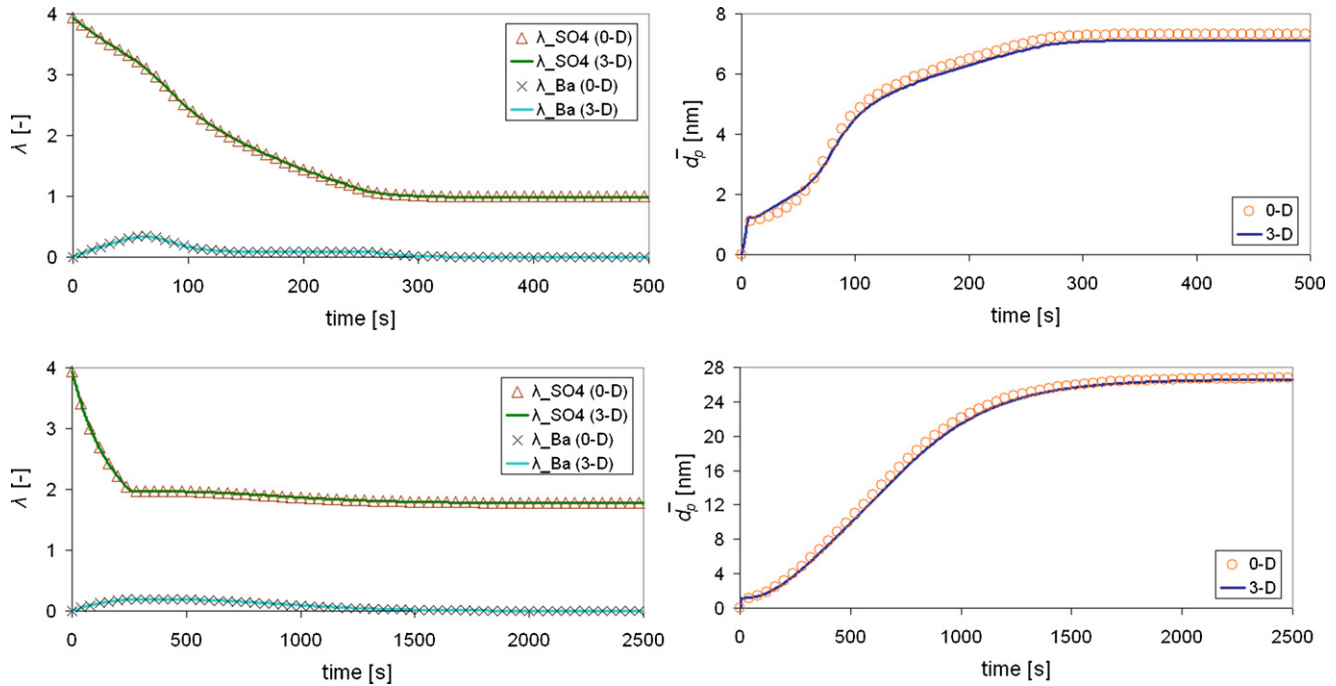 4
3
2
1
0
λ [-]
λ_SO4 (0-D)
λ_SO4 (3-D)
λ_Ba (0-D)
λ_Ba (3-D)
0 100 200 300 400 500
time [s]
8
6
4
2
0
d̅p [nm]
0-D
3-D
0 100 200 300 400 500
time [s]
4
3
2
1
0
λ [-]
λ_SO4 (0-D)
λ_SO4 (3-D)
λ_Ba (0-D)
λ_Ba (3-D)
0 500 1000 1500 2000 2500
time [s]
28
24
20
16
12
8
4
0
d̅p [nm]
0-D
3-D
0 500 1000 1500 2000 2500
time [s]